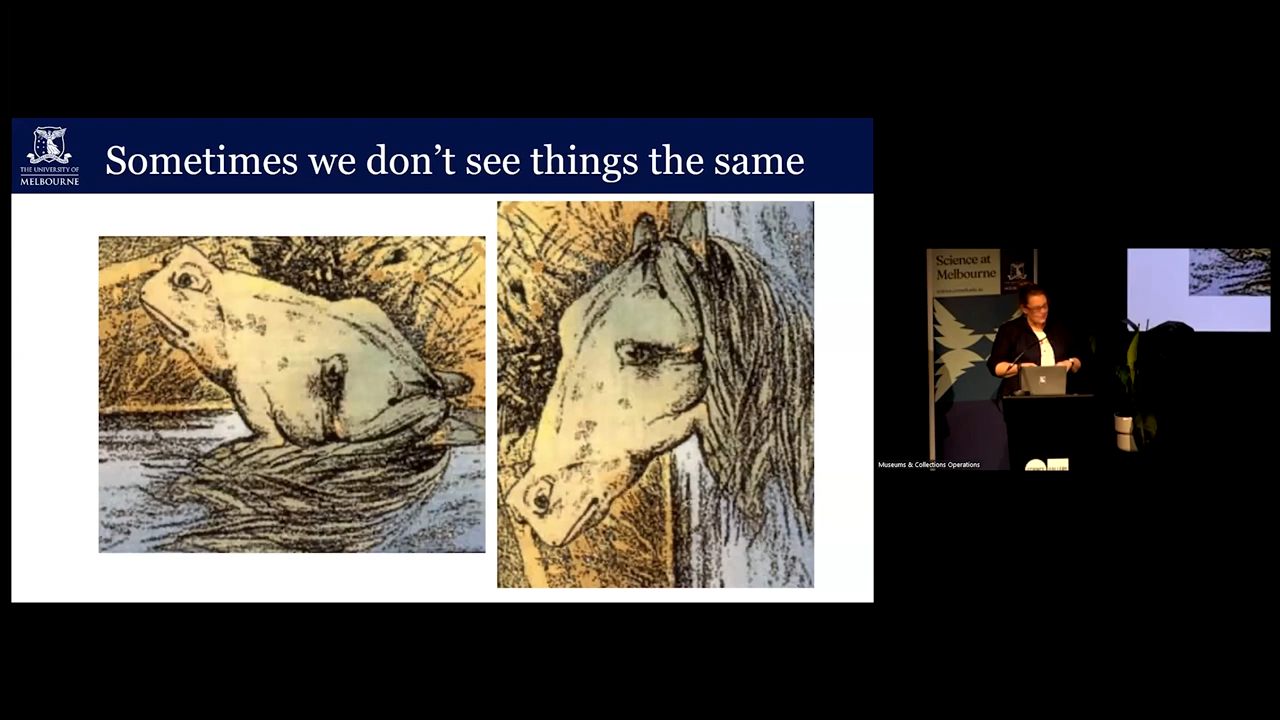 Sometimes we don't see things the same
THE UNIVERSITY OF
MELBOURNE
Science at
Melbourne
Museums & Collections Operations